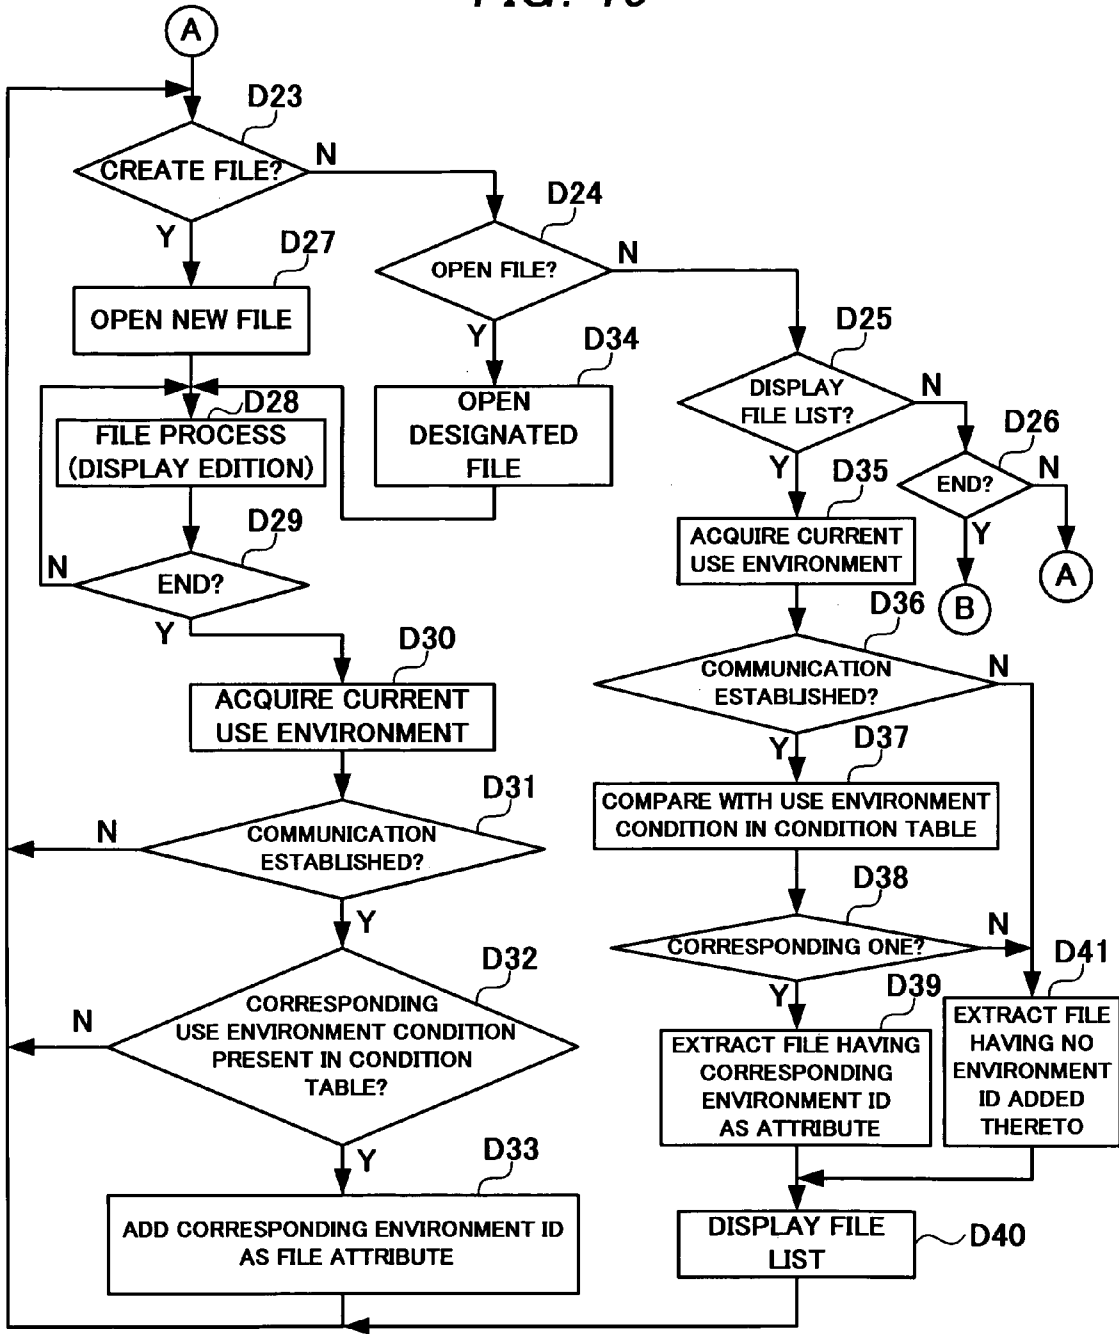 A
D23
CREATE FILE?
N
Y
D24
OPEN FILE?
N
Y
D27
OPEN NEW FILE
D25
DISPLAY
FILE LIST?
N
Y
D34
OPEN
DESIGNATED
FILE
D28
FILE PROCESS
(DISPLAY EDITION)
D26
END?
N
Y
A
B
D29
END?
N
Y
D35
ACQUIRE CURRENT
USE ENVIRONMENT
D36
COMMUNICATION
ESTABLISHED?
N
Y
D30
ACQUIRE CURRENT
USE ENVIRONMENT
D37
COMPARE WITH USE ENVIRONMENT
CONDITION IN CONDITION TABLE
D31
COMMUNICATION
ESTABLISHED?
N
Y
D38
CORRESPONDING ONE?
N
Y
D32
CORRESPONDING
USE ENVIRONMENT CONDITION
PRESENT IN CONDITION
TABLE?
N
Y
D39
EXTRACT FILE HAVING
CORRESPONDING
ENVIRONMENT ID
AS ATTRIBUTE
D41
EXTRACT FILE
HAVING NO
ENVIRONMENT
ID ADDED
THERETO
D33
ADD CORRESPONDING ENVIRONMENT ID
AS FILE ATTRIBUTE
DISPLAY FILE
LIST
D40